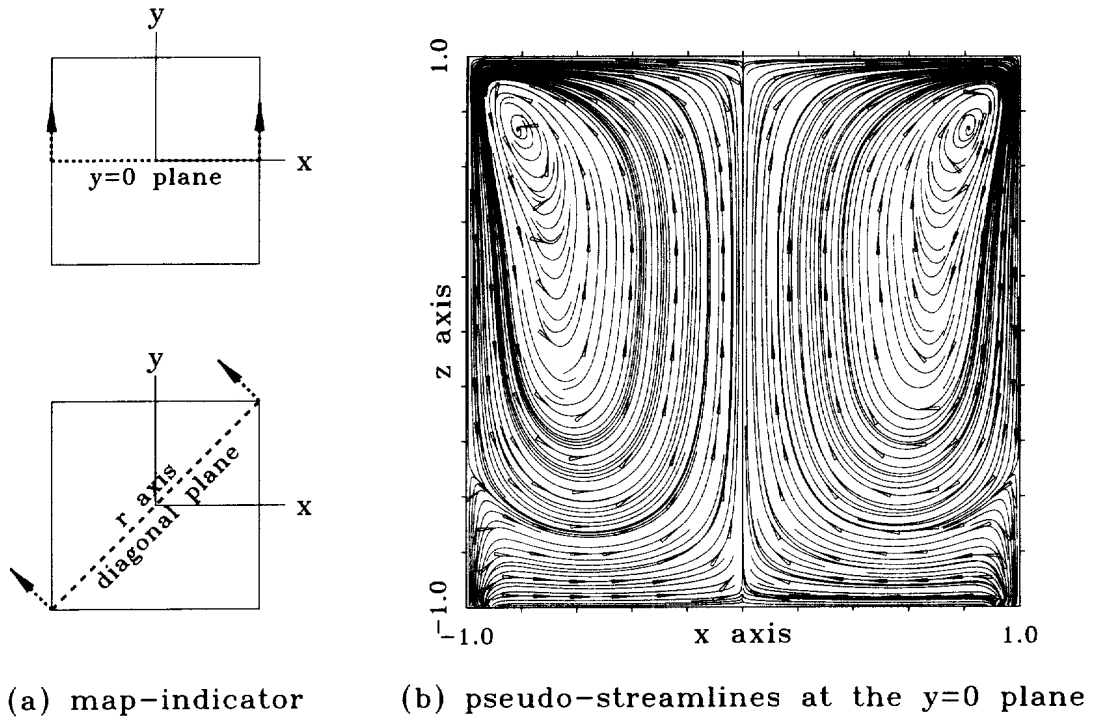 y
x
y=0 plane
y
x
r axis
diagonal plane
1.0
z axis
-1.0
-1.0
x axis
1.0
(a) map-indicator
(b) pseudo-streamlines at the y=0 plane